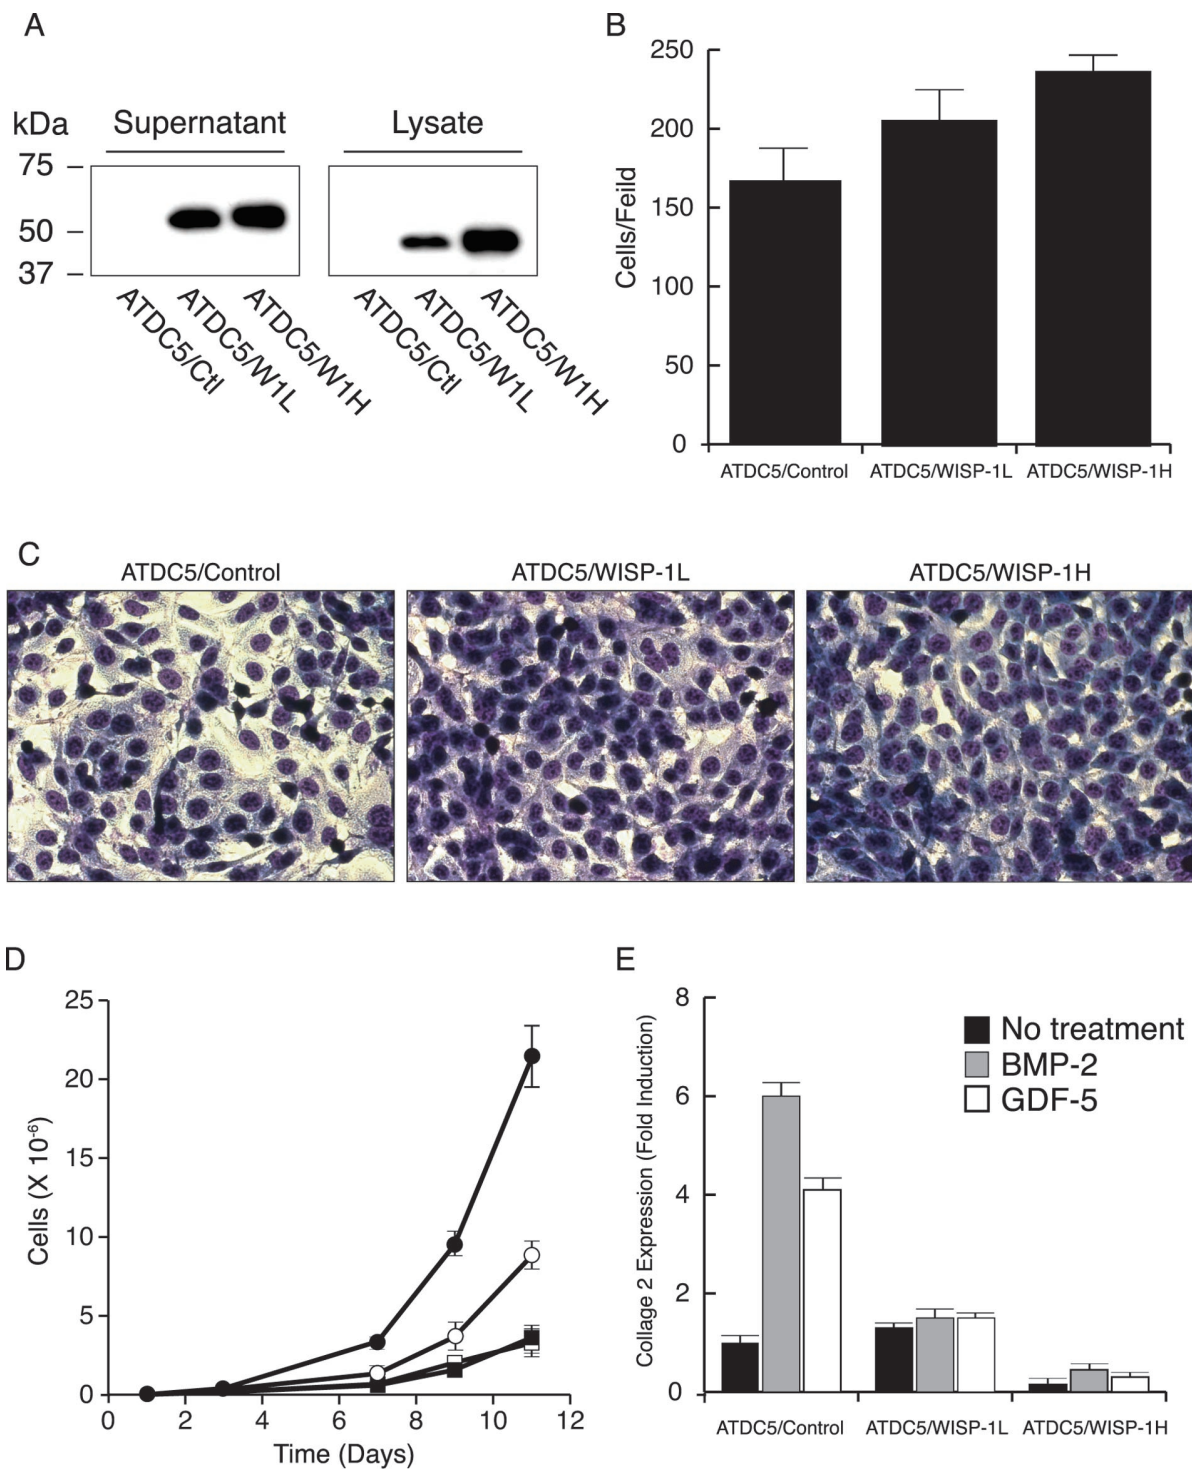 A
kDa
Supernatant
Lysate
75
50
37
ATDC5/Ctl
ATDC5/W1L
ATDC5/W1H
ATDC5/Ctl
ATDC5/W1L
ATDC5/W1H
B
Cells/Feild
250
200
150
100
50
0
ATDC5/Control
ATDC5/WISP-1L
ATDC5/WISP-1H
C
ATDC5/Control
ATDC5/WISP-1L
ATDC5/WISP-1H
D
Cells (X 10-6)
25
20
15
10
5
0
0 2 4 6 8 10 12
Time (Days)
E
Collage 2 Expression (Fold Induction)
8
6
4
2
0
No treatment
BMP-2
GDF-5
ATDC5/Control
ATDC5/WISP-1L
ATDC5/WISP-1H